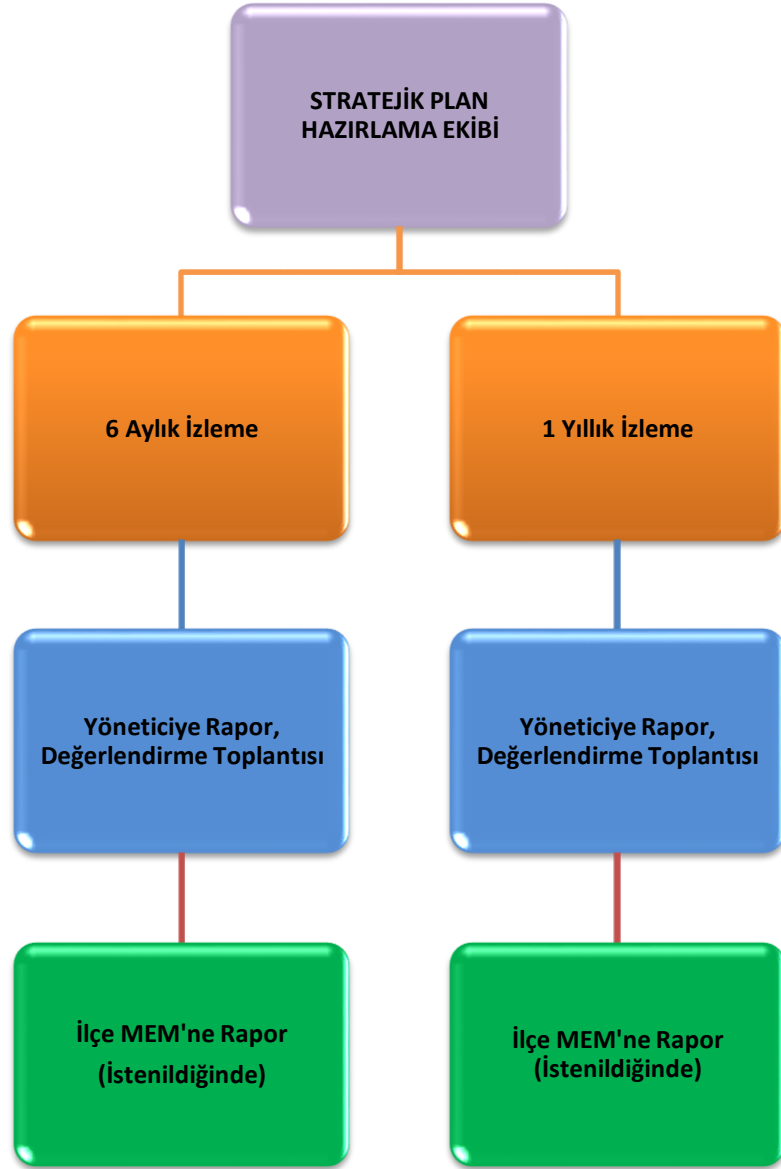 STRATEJİK PLAN
HAZIRLAMA EKİBİ
6 Aylık İzleme
1 Yıllık İzleme
Yöneticiye Rapor,
Değerlendirme Toplantısı
Yöneticiye Rapor,
Değerlendirme Toplantısı
İlçe MEM'ne Rapor
(İstenildiğinde)
İlçe MEM'ne Rapor
(İstenildiğinde)